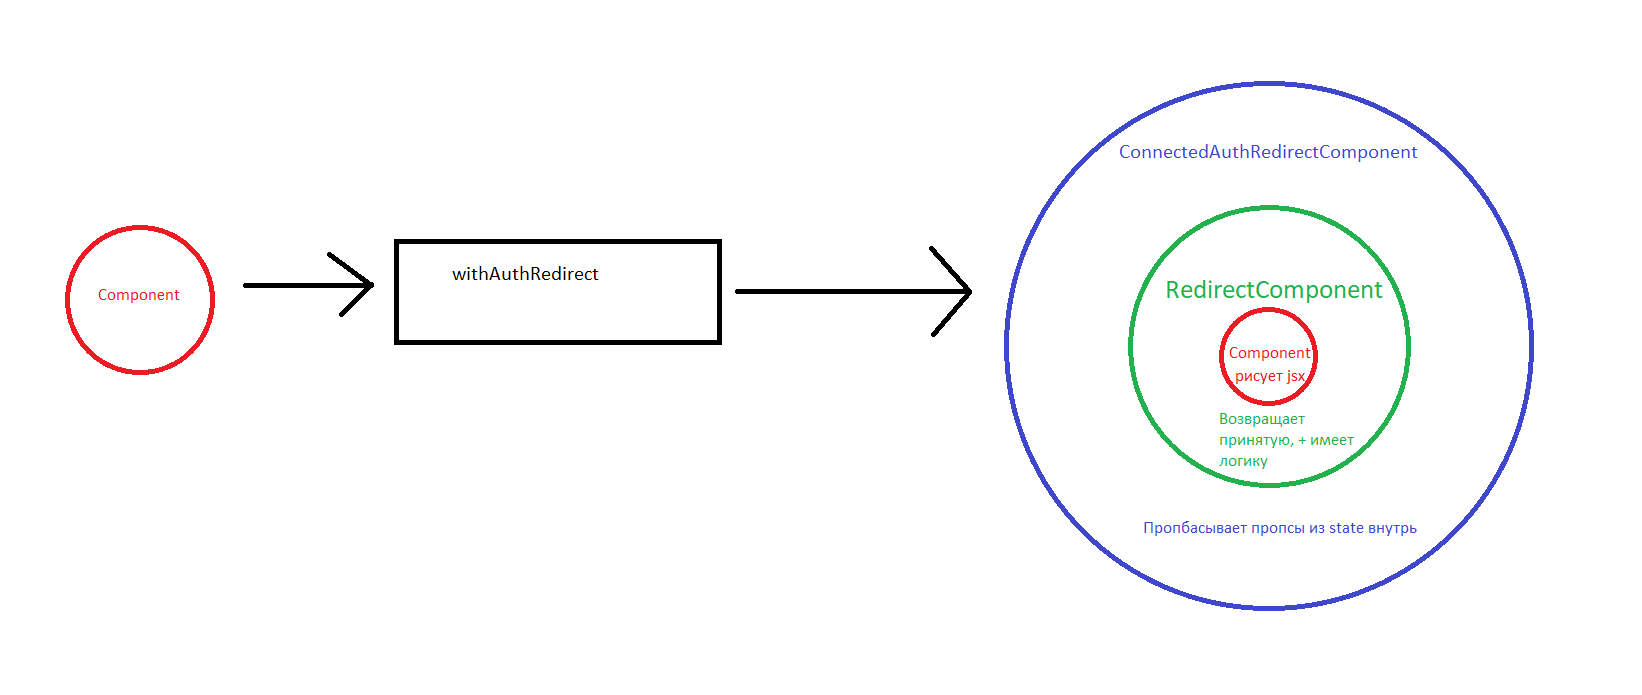 Component
withAuthRedirect
ConnectedAuthRedirectComponent
RedirectComponent
Component
рисует jsx
Возвращает
принятую, + имеет
логику
Пропбасывает пропсы из state внутрь